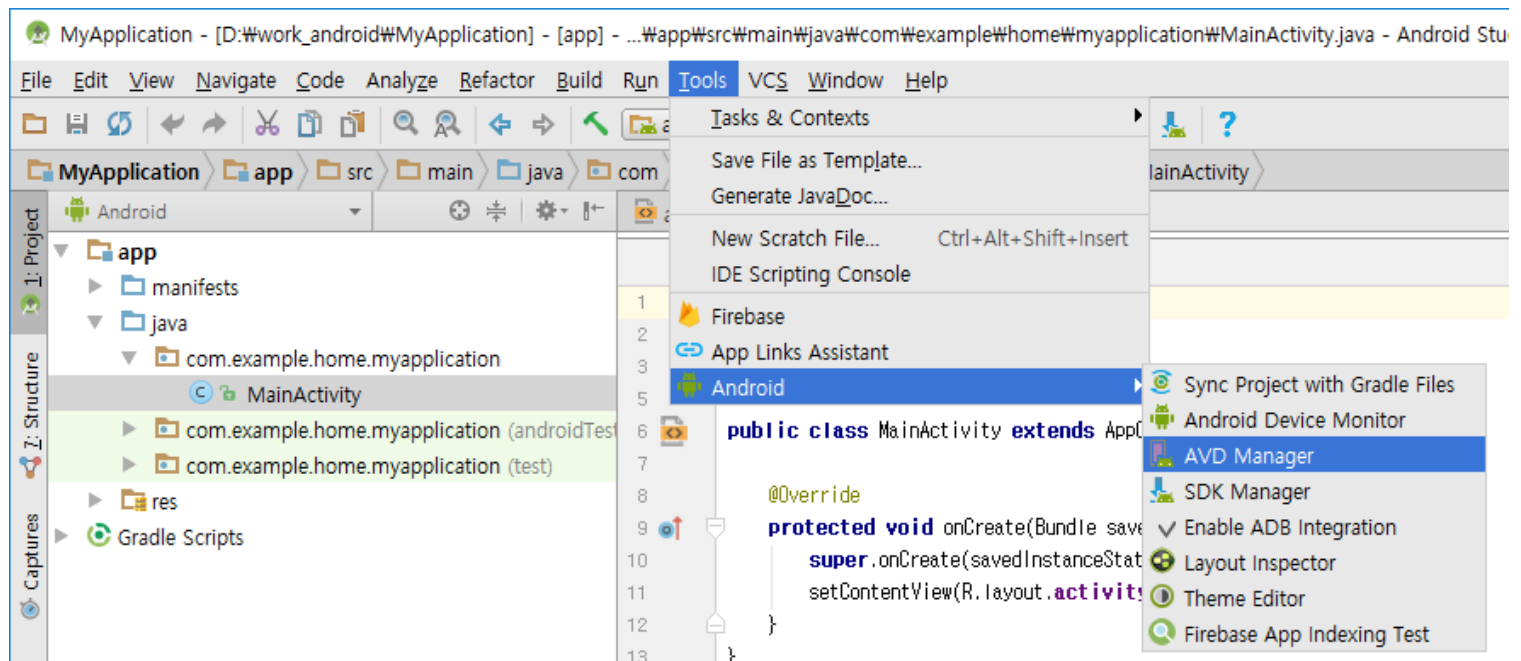 MyApplication - [D:₩work_android₩MyApplication] - [app] - ...₩app₩src₩main₩java₩com₩example₩home₩myapplication₩MainActivity.java - Android Stu
File Edit View Navigate Code Analyze Refactor Build Run Tools VCS Window Help
Tasks & Contexts
Save File as Template...
Generate JavaDoc...
New Scratch File... Ctrl+Alt+Shift+Insert
IDE Scripting Console
Firebase
App Links Assistant
Android
Sync Project with Gradle Files
Android Device Monitor
AVD Manager
SDK Manager
Enable ADB Integration
Layout Inspector
Theme Editor
Firebase App Indexing Test
MyApplication app src main java com MainActivity
1: Project
7: Structure
Captures
Android
app
manifests
java
com.example.home.myapplication
MainActivity
com.example.home.myapplication (androidTest
com.example.home.myapplication (test)
res
Gradle Scripts
1
2
3
5
6 public class MainActivity extends App
7
8 @Override
9 protected void onCreate(Bundle save
10 super.onCreate(savedInstanceStat
11 setContentView(R.layout.activity
12 }
13 }